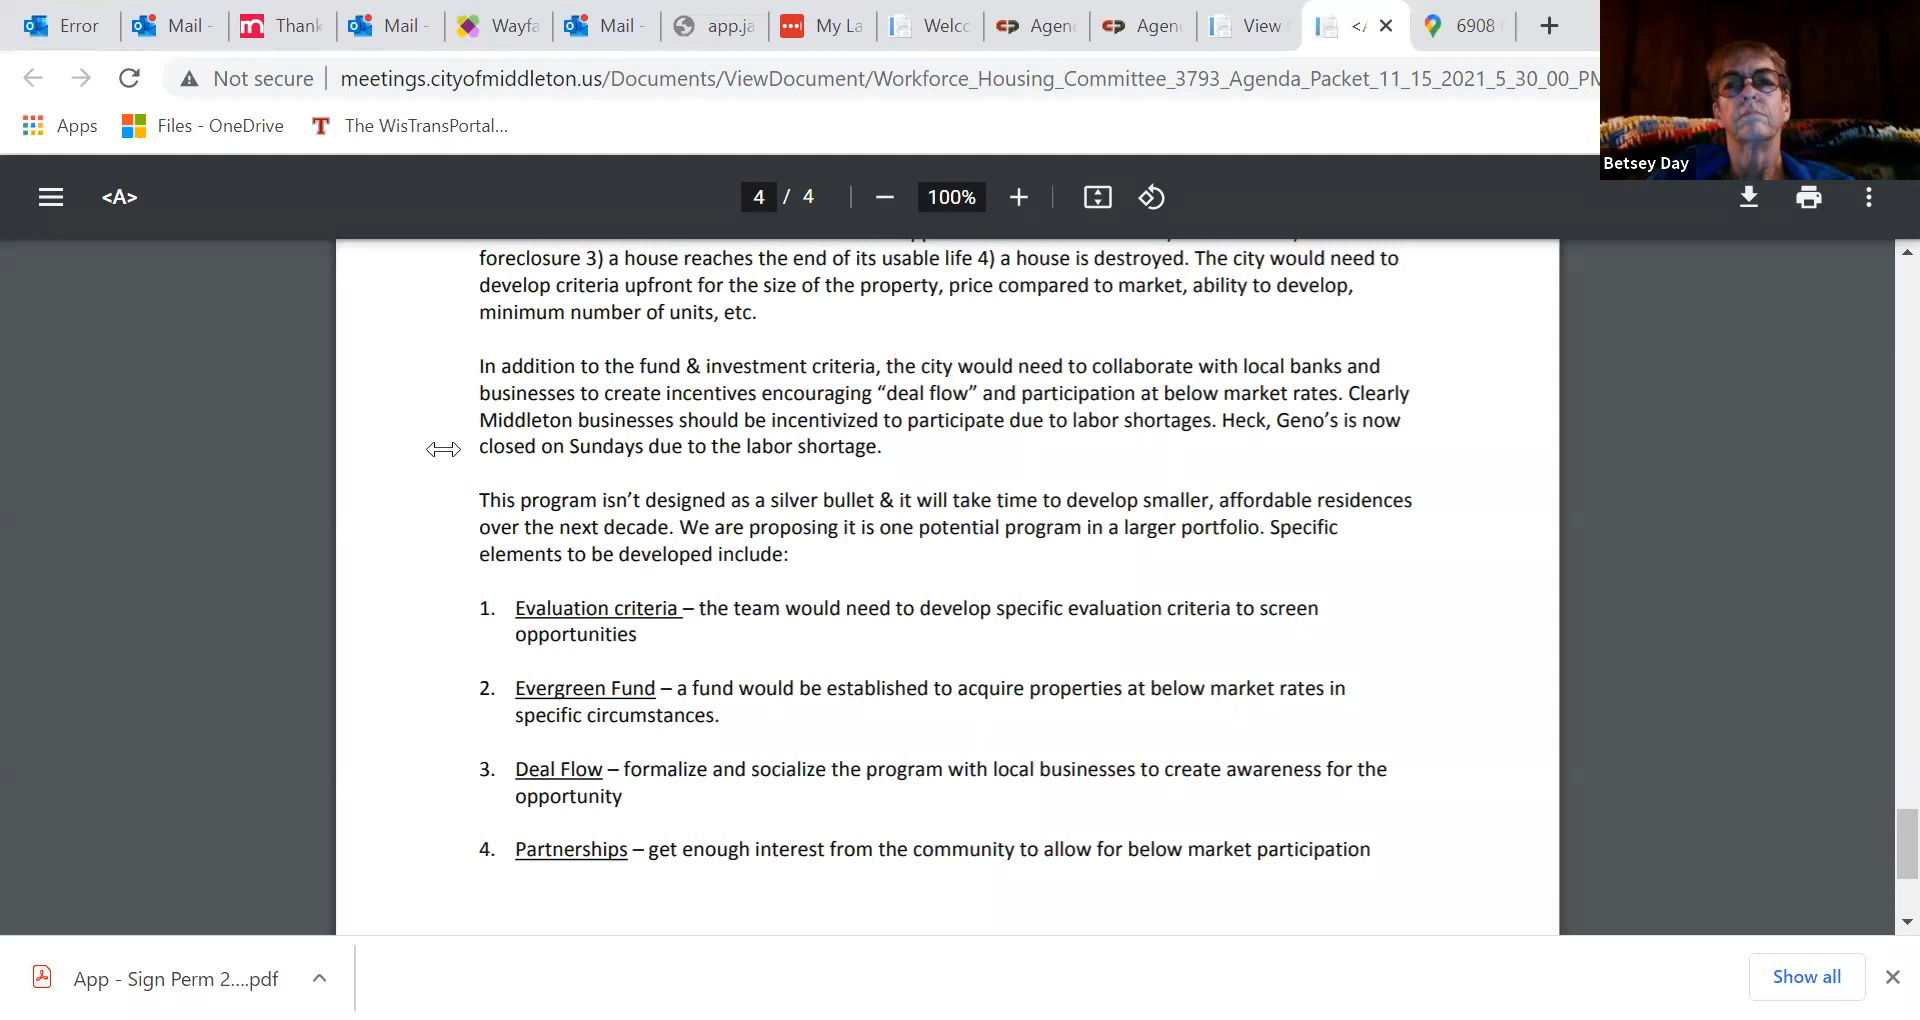 Error
Mail -
Thank
Mail -
Wayfa
Mail -
app.ja
My La
Welco
Agen
Agen
View
</
6908
Not secure
meetings.cityofmiddleton.us/Documents/ViewDocument/Workforce_Housing_Committee_3793_Agenda_Packet_11_15_2021_5_30_00_PM
Apps
Files - OneDrive
The WisTransPortal...
Betsey Day
<A>
4 / 4
100%
foreclosure 3) a house reaches the end of its usable life 4) a house is destroyed. The city would need to
develop criteria upfront for the size of the property, price compared to market, ability to develop,
minimum number of units, etc.
In addition to the fund & investment criteria, the city would need to collaborate with local banks and
businesses to create incentives encouraging “deal flow” and participation at below market rates. Clearly
Middleton businesses should be incentivized to participate due to labor shortages. Heck, Geno’s is now
closed on Sundays due to the labor shortage.
This program isn’t designed as a silver bullet & it will take time to develop smaller, affordable residences
over the next decade. We are proposing it is one potential program in a larger portfolio. Specific
elements to be developed include:
1. Evaluation criteria – the team would need to develop specific evaluation criteria to screen
opportunities
2. Evergreen Fund – a fund would be established to acquire properties at below market rates in
specific circumstances.
3. Deal Flow – formalize and socialize the program with local businesses to create awareness for the
opportunity
4. Partnerships – get enough interest from the community to allow for below market participation
App - Sign Perm 2....pdf
Show all